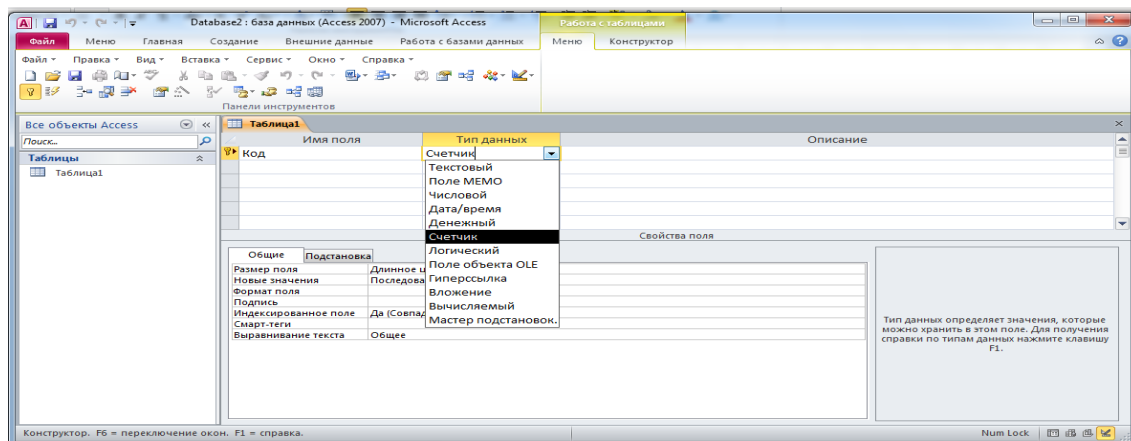 Database2 : база данных (Access 2007) - Microsoft Access
Работа с таблицами
Файл Меню Главная Создание Внешние данные Работа с базами данных Меню Конструктор
Файл Правка Вид Вставка Сервис Окно Справка
Панели инструментов
Все объекты Access
Поиск...
Таблицы
Таблица1
Таблица1
Имя поля Тип данных Описание
Код Счетчик
Текстовый
Поле МЕМО
Числовой
Дата/время
Денежный
Счетчик
Логический
Поле объекта OLE
Гиперссылка
Вложение
Вычисляемый
Мастер подстановок.
Свойства поля
Общие Подстановка
Размер поля Длинное ц
Новые значения Последова
Формат поля
Подпись
Индексированное поле Да (Совпад
Смарт-теги
Выравнивание текста Общее
Тип данных определяет значения, которые
можно хранить в этом поле. Для получения
справки по типам данных нажмите клавишу
F1.
Конструктор. F6 = переключение окон. F1 = справка. Num Lock